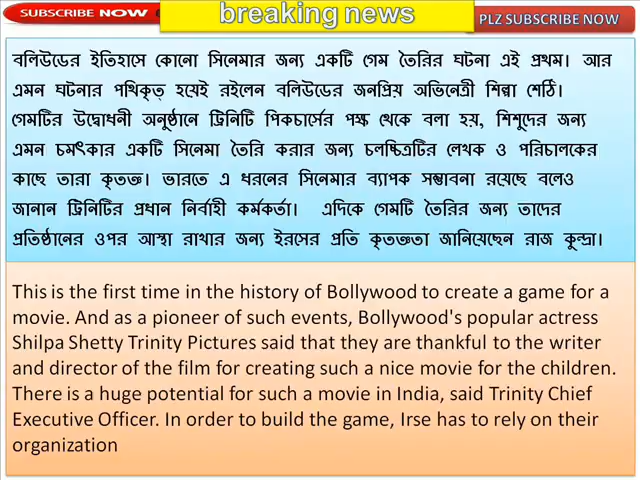 SUBSCRIBE NOW
breaking news
PLZ SUBSCRIBE NOW
বলিউডের ইতিহাসে কোনো সিনেমার জন্য একটি গেম তৈরির ঘটনা এই প্রথম। আর
এমন ঘটনার পথিকৃত্ হয়েই রইলেন বলিউডের জনপ্রিয় অভিনেত্রী শিল্পা শেঠি।
গেমটির উদ্বোধনী অনুষ্ঠানে ট্রিনিটি পিকচার্সের পক্ষ থেকে বলা হয়, শিশুদের জন্য
এমন চমৎকার একটি সিনেমা তৈরি করার জন্য চলচ্চিত্রটির লেখক ও পরিচালকের
কাছে তারা কৃতজ্ঞ। ভারতে এ ধরনের সিনেমার ব্যাপক সম্ভাবনা রয়েছে বলেও
জানান ট্রিনিটির প্রধান নির্বাহী কর্মকর্তা। এদিকে গেমটি তৈরির জন্য তাদের
প্রতিষ্ঠানের ওপর আস্থা রাখার জন্য ইরসের প্রতি কৃতজ্ঞতা জানিয়েছেন রাজ কুন্দ্রা।
This is the first time in the history of Bollywood to create a game for a
movie. And as a pioneer of such events, Bollywood's popular actress
Shilpa Shetty Trinity Pictures said that they are thankful to the writer
and director of the film for creating such a nice movie for the children.
There is a huge potential for such a movie in India, said Trinity Chief
Executive Officer. In order to build the game, Irse has to rely on their
organization